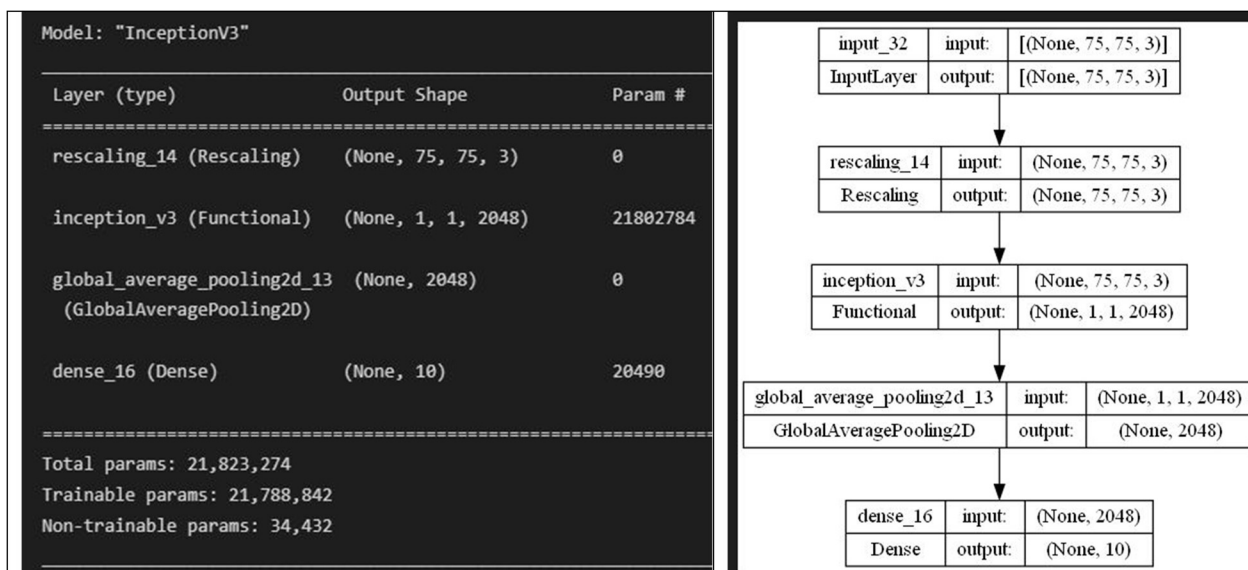 Model: "InceptionV3"
Layer (type) Output Shape Param #
rescaling_14 (Rescaling) (None, 75, 75, 3) 0
inception_v3 (Functional) (None, 1, 1, 2048) 21802784
global_average_pooling2d_13 (None, 2048) 0
(GlobalAveragePooling2D)
dense_16 (Dense) (None, 10) 20490
Total params: 21,823,274
Trainable params: 21,788,842
Non-trainable params: 34,432
input_32 input: [(None, 75, 75, 3)]
InputLayer output: [(None, 75, 75, 3)]
rescaling_14 input: (None, 75, 75, 3)
Rescaling output: (None, 75, 75, 3)
inception_v3 input: (None, 75, 75, 3)
Functional output: (None, 1, 1, 2048)
global_average_pooling2d_13 input: (None, 1, 1, 2048)
GlobalAveragePooling2D output: (None, 2048)
dense_16 input: (None, 2048)
Dense output: (None, 10)